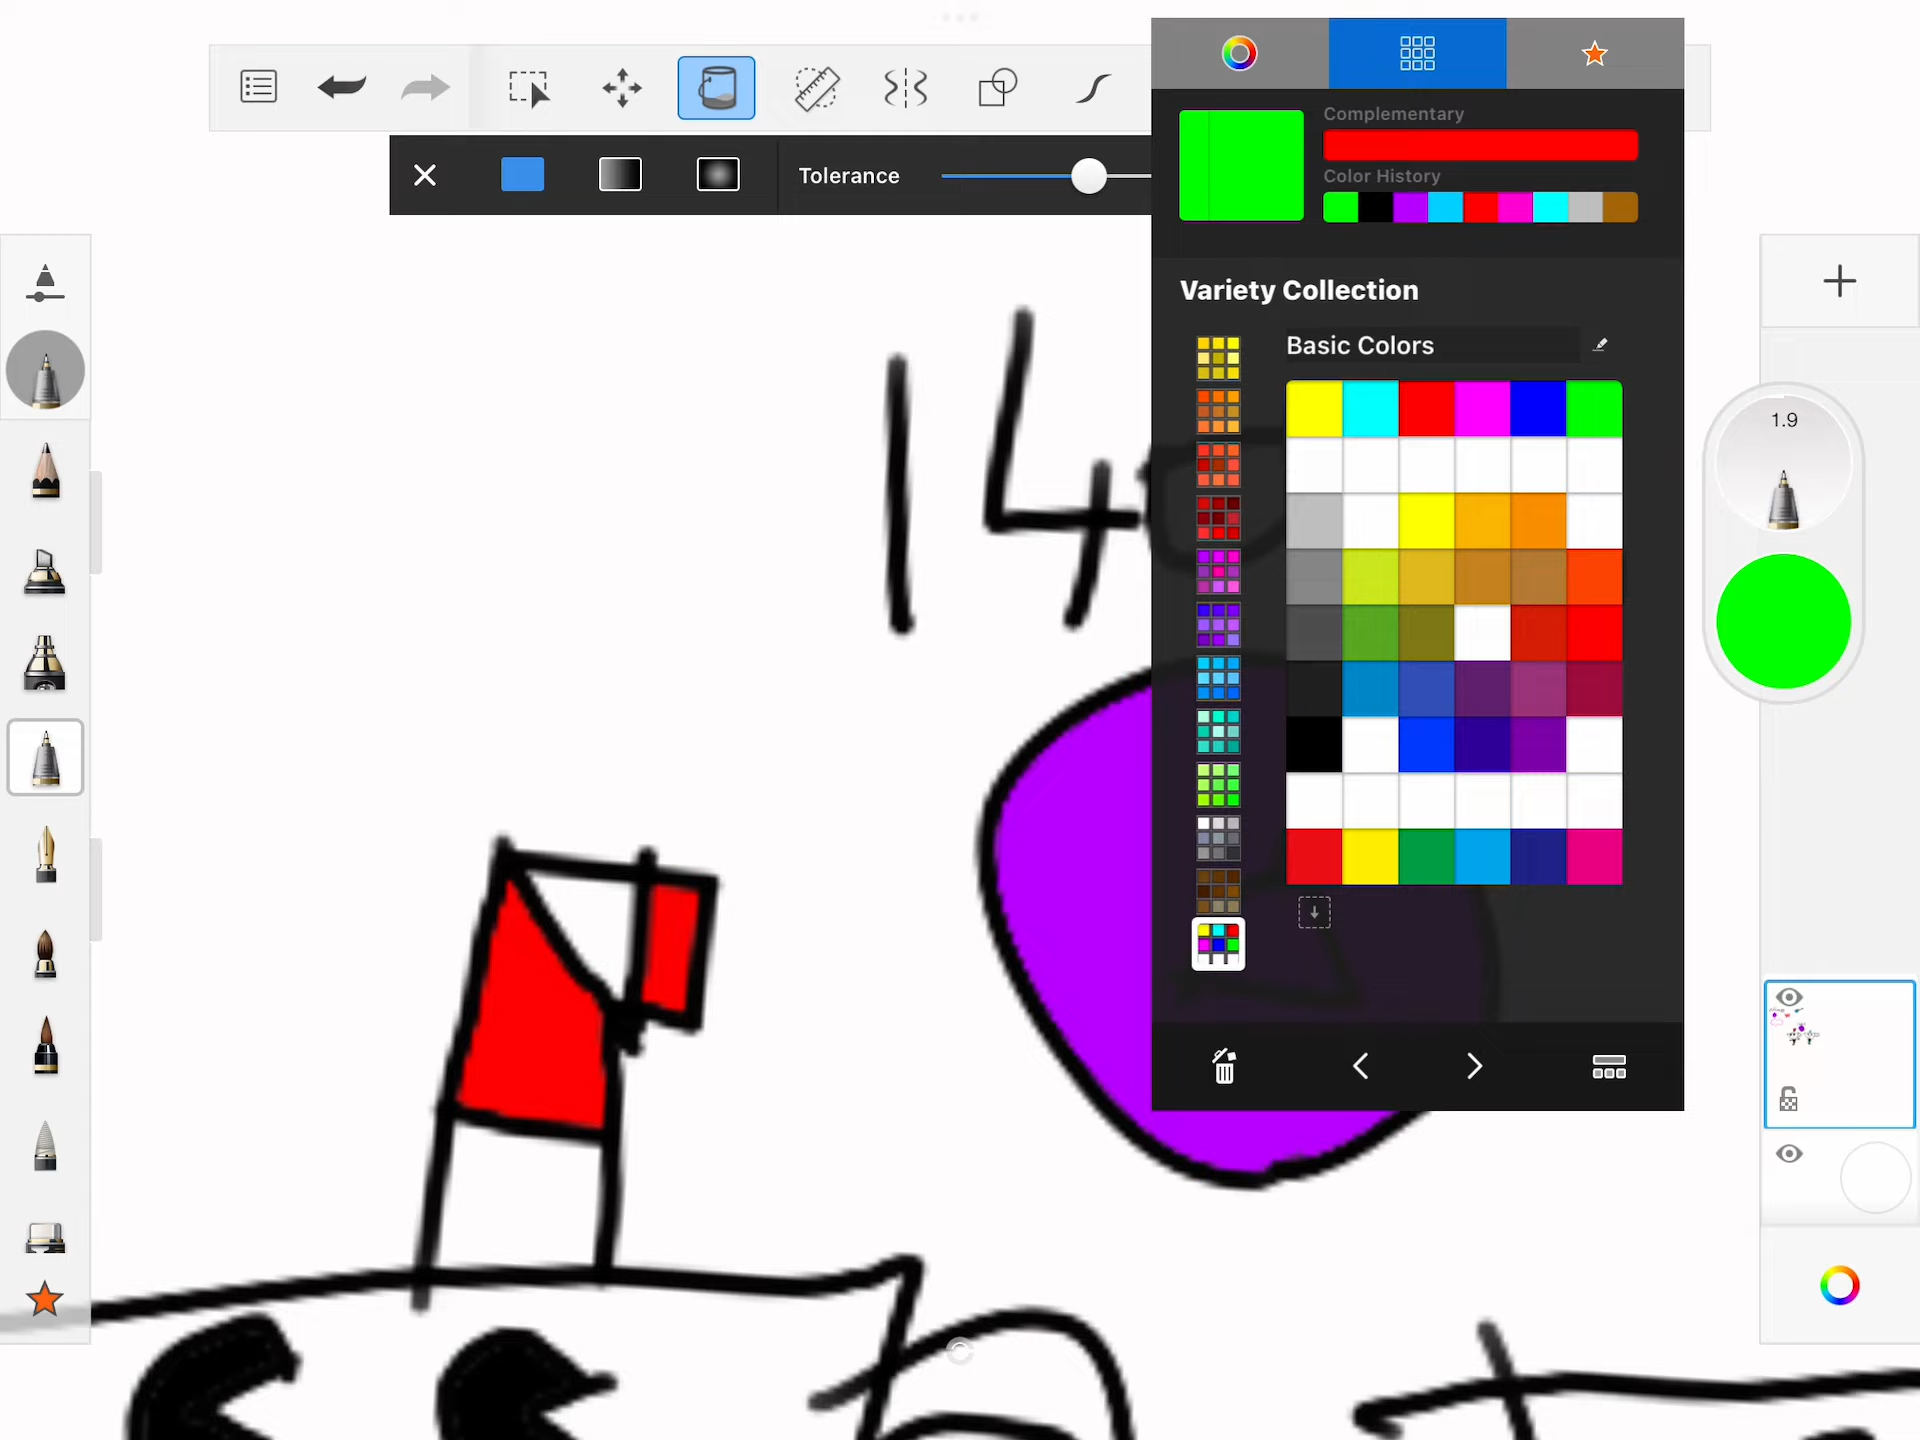 Complementary
Color History
Tolerance
Variety Collection
Basic Colors
1.9
14